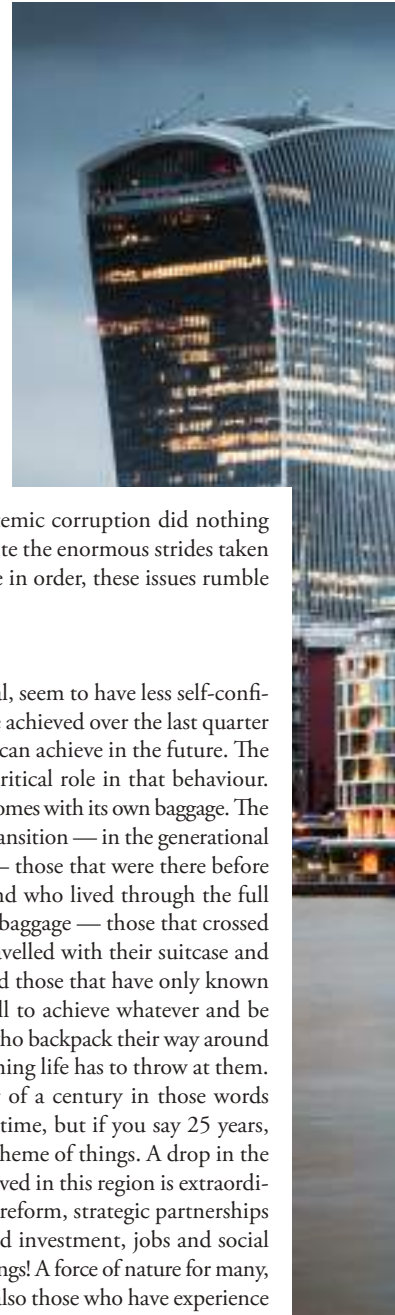 temic corruption did nothing
te the enormous strides taken
e in order, these issues rumble
al, seem to have less self-confi-
e achieved over the last quarter
can achieve in the future. The
ritical role in that behaviour.
omes with its own baggage. The
ansition — in the generational
– those that were there before
nd who lived through the full
baggage — those that crossed
velled with their suitcase and
d those that have only known
ll to achieve whatever and be
ho backpack their way around
hing life has to throw at them.
of a century in those words
time, but if you say 25 years,
heme of things. A drop in the
ved in this region is extraordi-
reform, strategic partnerships
d investment, jobs and social
ngs! A force of nature for many,
also those who have experience